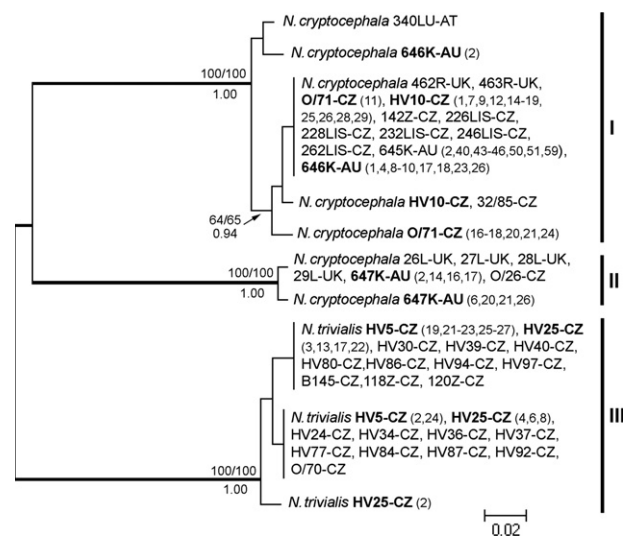 N. cryptocephala 340LU-AT
N. cryptocephala 646K-AU (2)
100/100
1.00
N. cryptocephala 462R-UK, 463R-UK,
O/71-CZ (11), HV10-CZ (1,7,9,12,14-19,
25,26,28,29), 142Z-CZ, 226LIS-CZ,
228LIS-CZ, 232LIS-CZ, 246LIS-CZ,
262LIS-CZ, 645K-AU (2,40,43-46,50,51,59),
646K-AU (1,4,8-10,17,18,23,26)
I
N. cryptocephala HV10-CZ, 32/85-CZ
64/65
0.94
N. cryptocephala O/71-CZ (16-18,20,21,24)
N. cryptocephala 26L-UK, 27L-UK, 28L-UK,
29L-UK, 647K-AU (2,14,16,17), O/26-CZ
100/100
1.00
II
N. cryptocephala 647K-AU (6,20,21,26)
N. trivialis HV5-CZ (19,21-23,25-27), HV25-CZ
(3,13,17,22), HV30-CZ, HV39-CZ, HV40-CZ,
HV80-CZ,HV86-CZ, HV94-CZ, HV97-CZ,
B145-CZ,118Z-CZ, 120Z-CZ
III
N. trivialis HV5-CZ (2,24), HV25-CZ (4,6,8),
HV24-CZ, HV34-CZ, HV36-CZ, HV37-CZ,
HV77-CZ, HV84-CZ, HV87-CZ, HV92-CZ,
O/70-CZ
100/100
1.00
N. trivialis HV25-CZ (2)
0.02